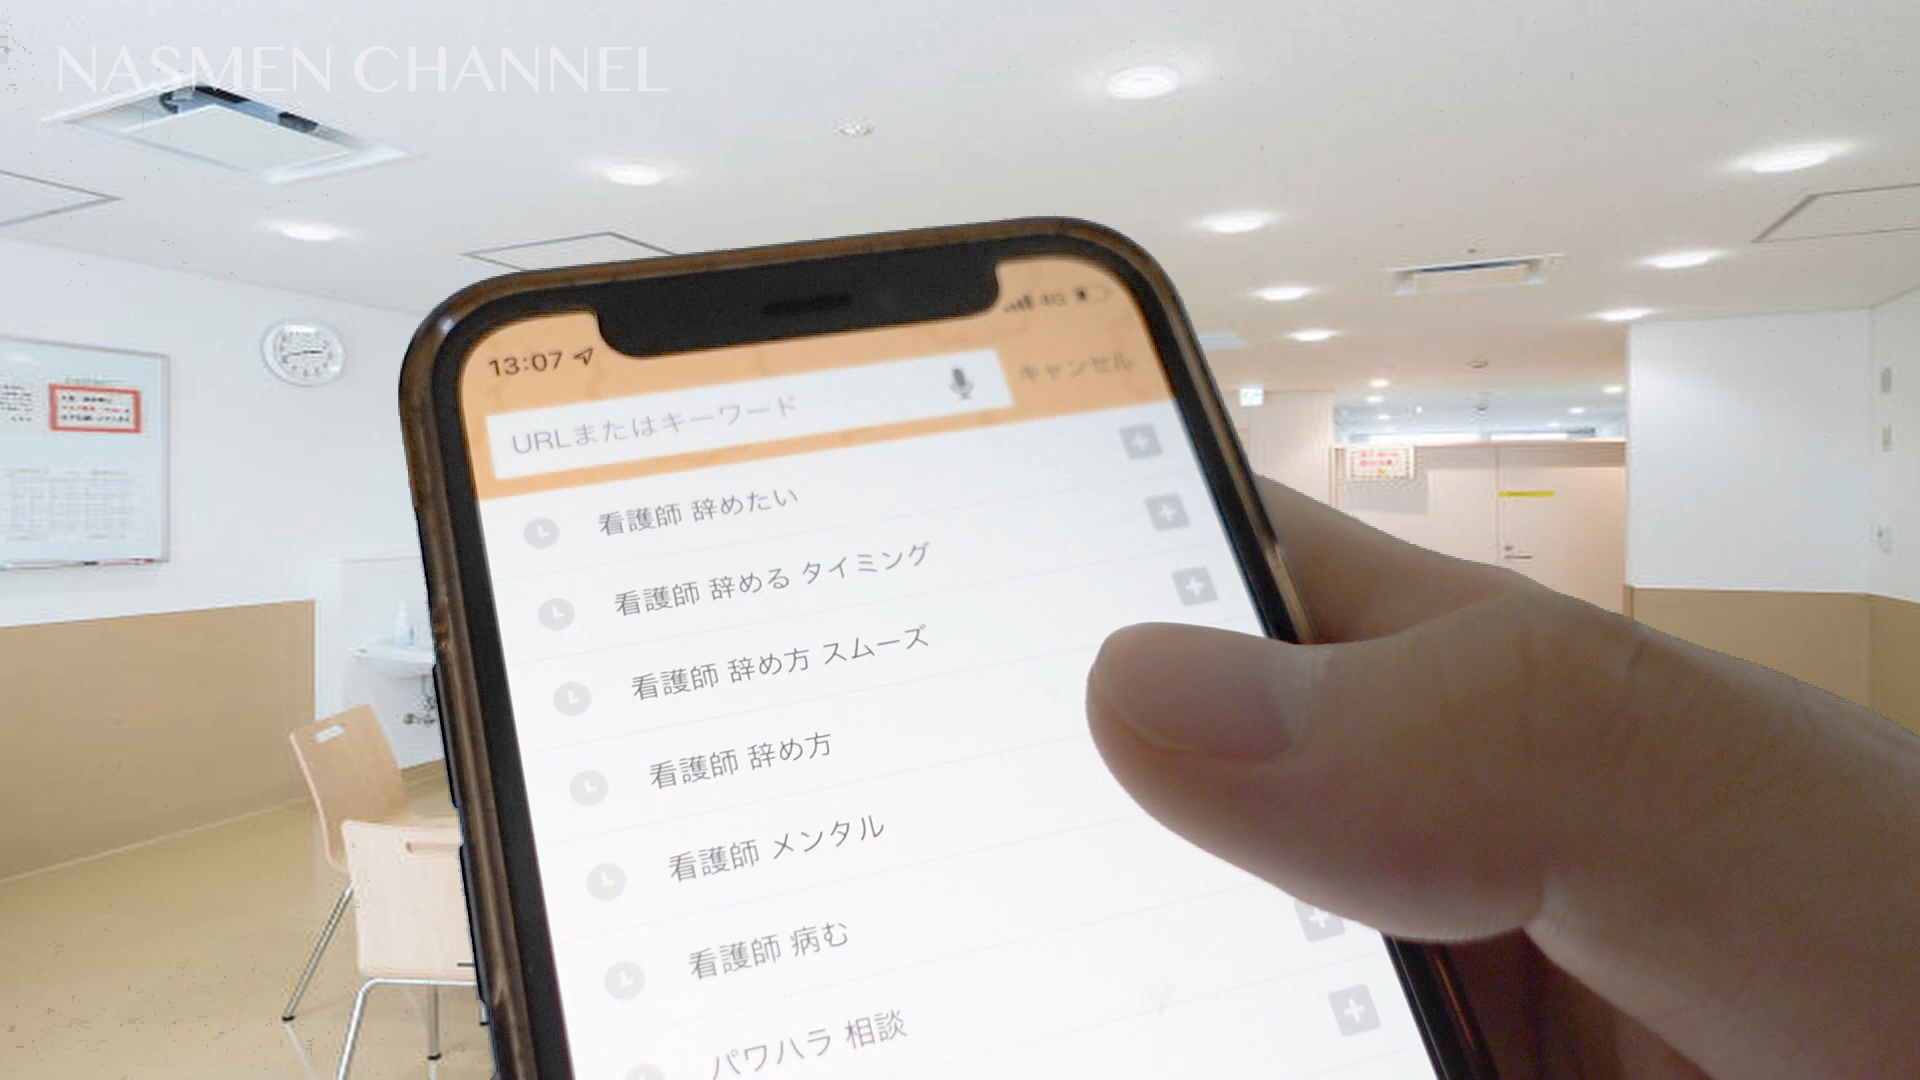 NASMEN CHANNEL
13:07
4G
URLまたはキーワード
キャンセル
看護師 辞めたい
看護師 辞める タイミング
看護師 辞め方 スムーズ
看護師 辞め方
看護師 メンタル
看護師 病む
パワハラ 相談